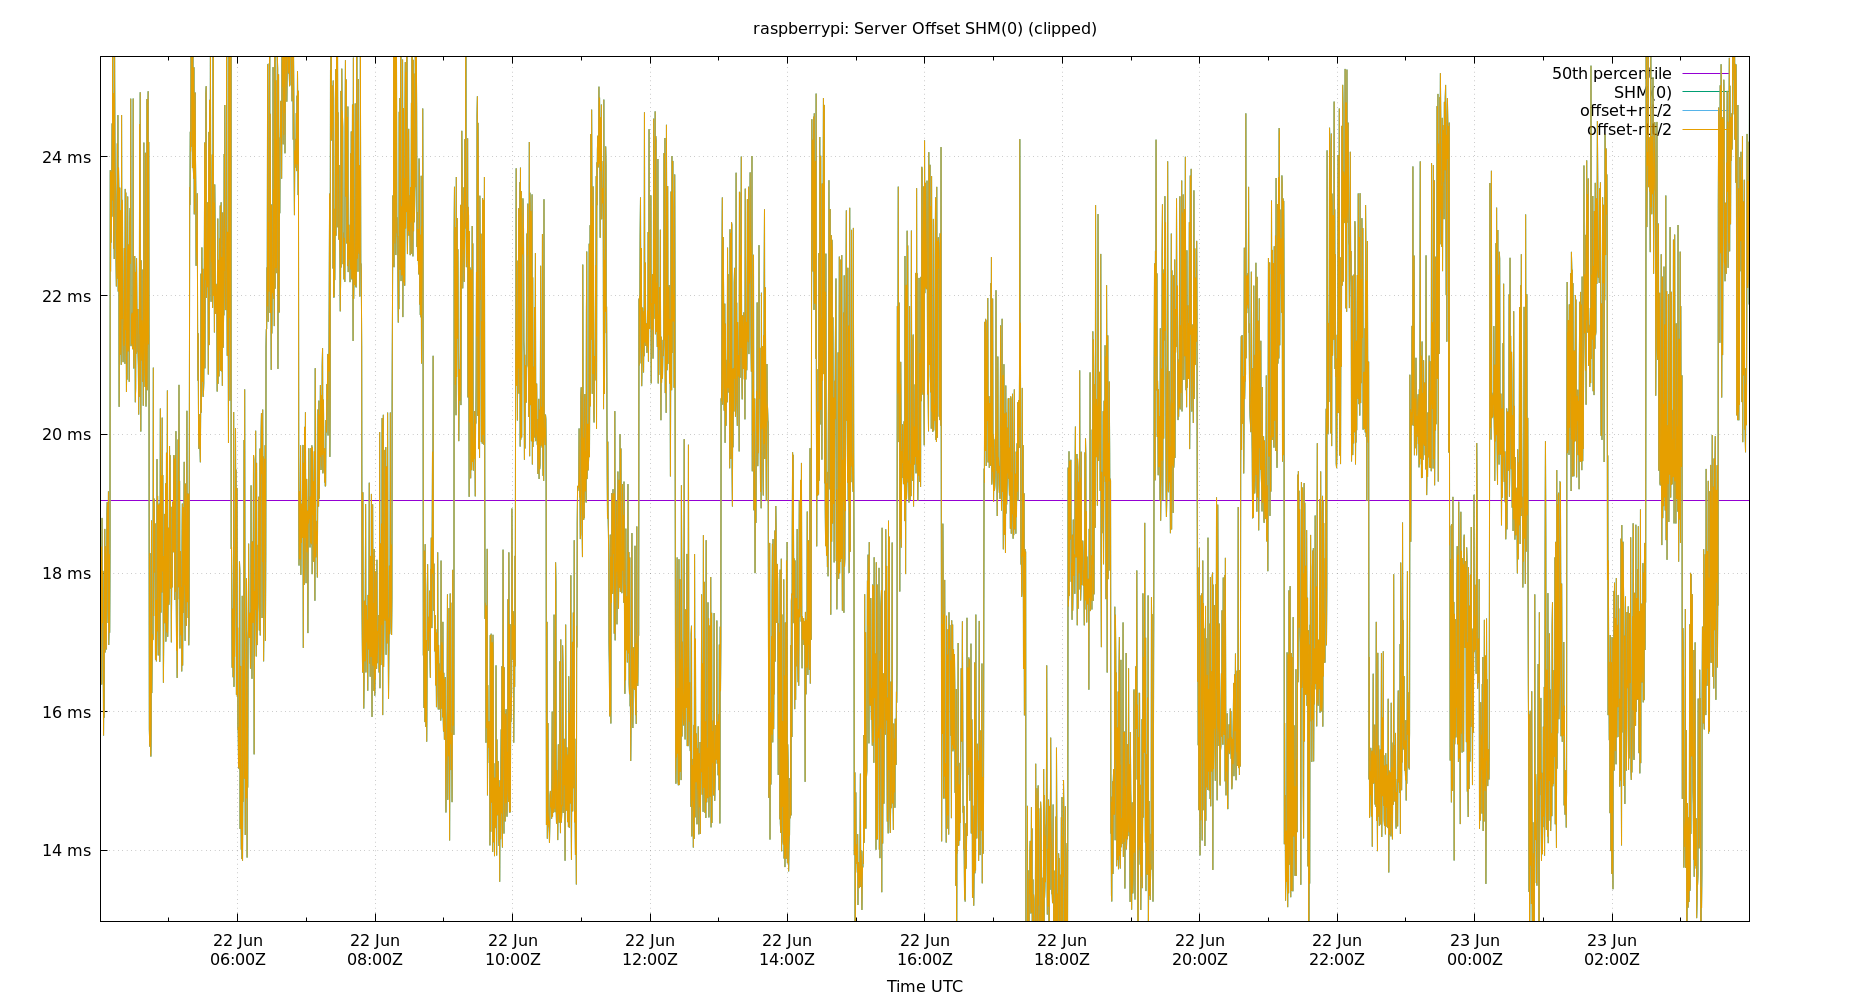 raspberrypi: Server Offset SHM(0) (clipped)
50th percentile
SHM(0)
offset+rtt/2
offset-rtt/2
24 ms
22 ms
20 ms
18 ms
16 ms
14 ms
22 Jun 22 Jun 22 Jun 22 Jun 22 Jun 22 Jun 22 Jun 22 Jun 22 Jun 23 Jun 23 Jun
06:00Z 08:00Z 10:00Z 12:00Z 14:00Z 16:00Z 18:00Z 20:00Z 22:00Z 00:00Z 02:00Z
Time UTC